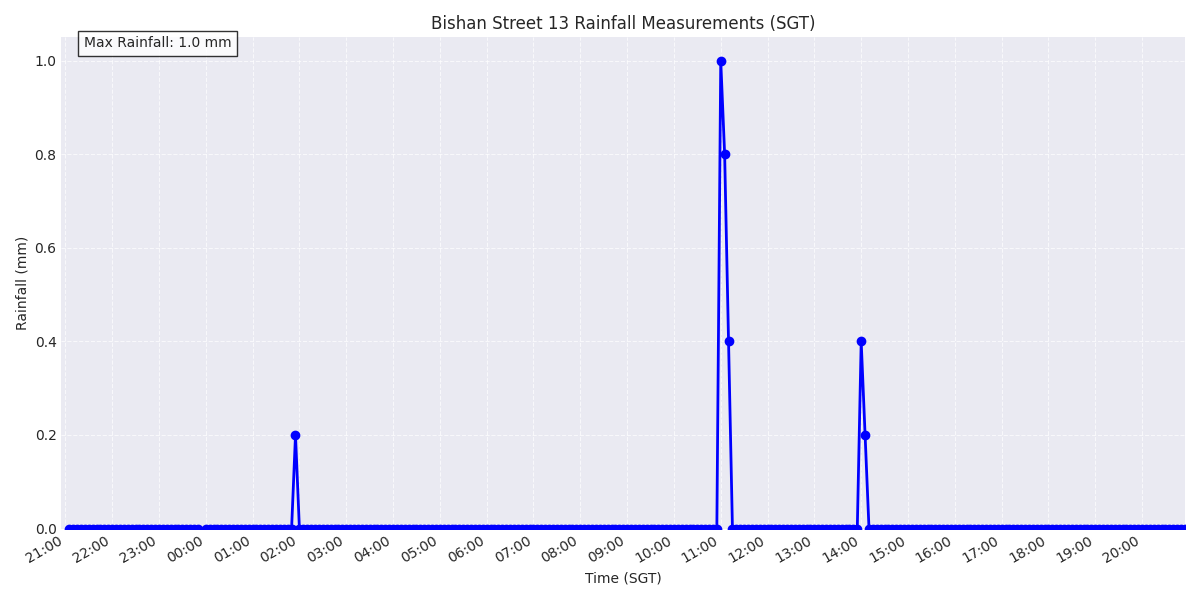 Bishan Street 13 Rainfall Measurements (SGT)
Max Rainfall: 1.0 mm
Rainfall (mm)
1.0
0.8
0.6
0.4
0.2
0.0
21:00 22:00 23:00 00:00 01:00 02:00 03:00 04:00 05:00 06:00 07:00 08:00 09:00 10:00 11:00 12:00 13:00 14:00 15:00 16:00 17:00 18:00 19:00 20:00
Time (SGT)